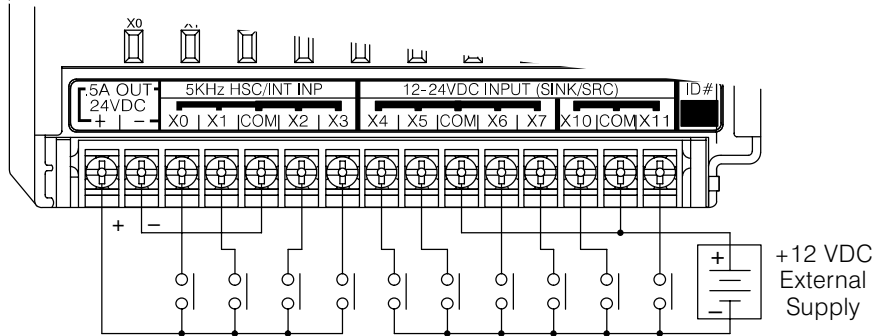 X0 X1
.5A OUT 5KHz HSC/INT INP 12-24VDC INPUT (SINK/SRC) ID#
24VDC
+ | – X0 | X1 |COM| X2 | X3 X4 | X5 |COM| X6 | X7 X10|COM|X11
+ –
+ +12 VDC
External
– Supply